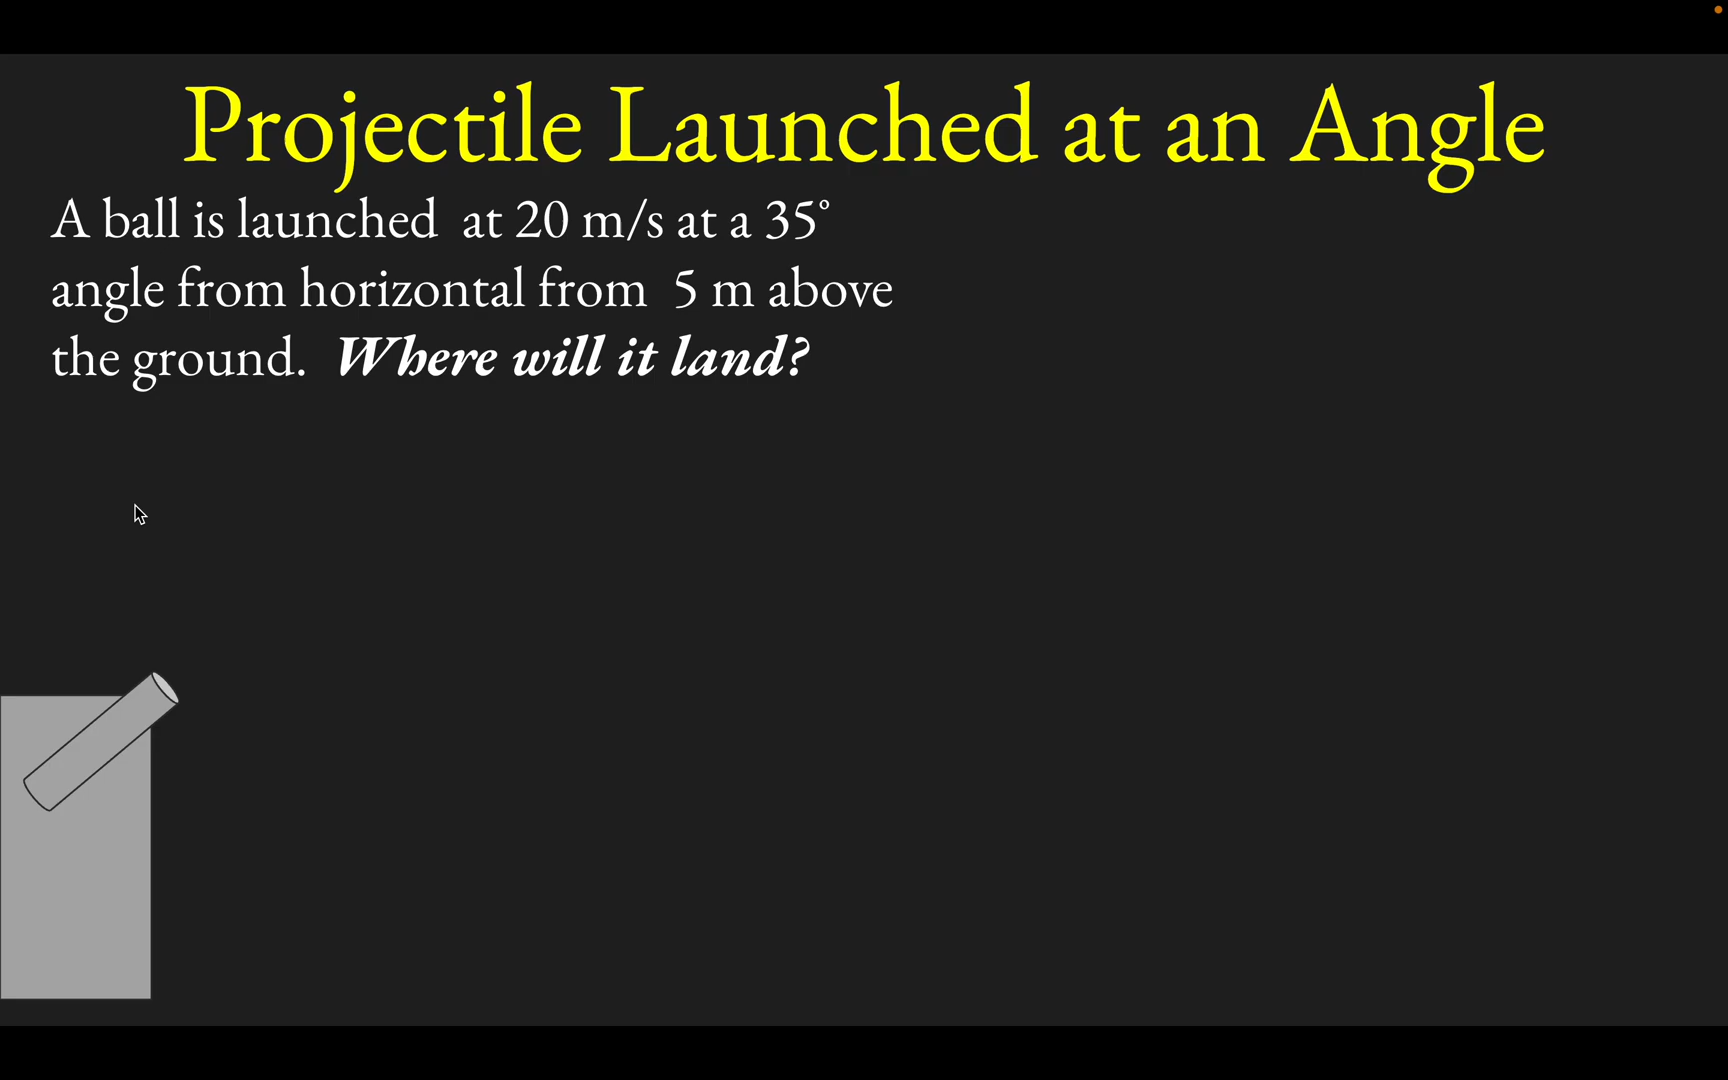 Projectile Launched at an Angle
A ball is launched  at 20 m/s at a 35°
angle from horizontal from  5 m above
the ground.  Where will it land?